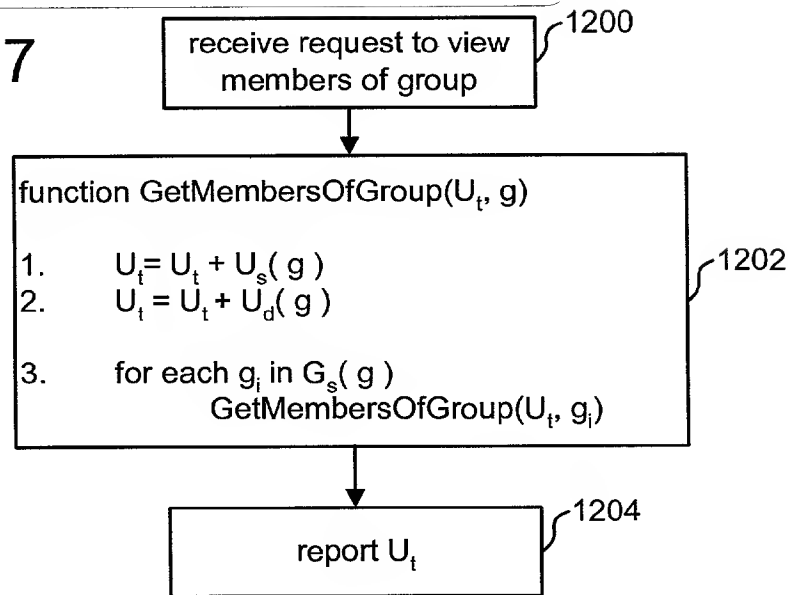 7
receive request to view
members of group
1200
function GetMembersOfGroup(Uₜ, g)
1. Uₜ= Uₜ + Uₛ( g )
2. Uₜ = Uₜ + U_d( g )
3. for each gᵢ in Gₛ( g )
GetMembersOfGroup(Uₜ, gᵢ)
1202
report Uₜ
1204